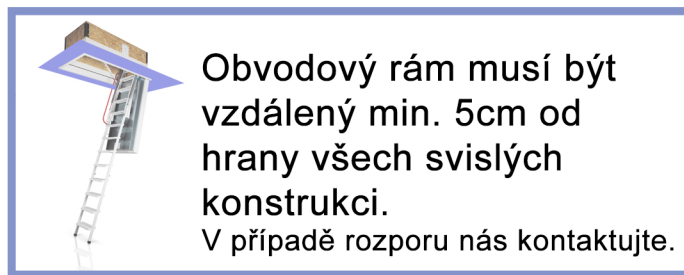 Obvodový rám musí být
vzdálený min. 5cm od
hrany všech svislých
konstrukci.
V případě rozporu nás kontaktujte.